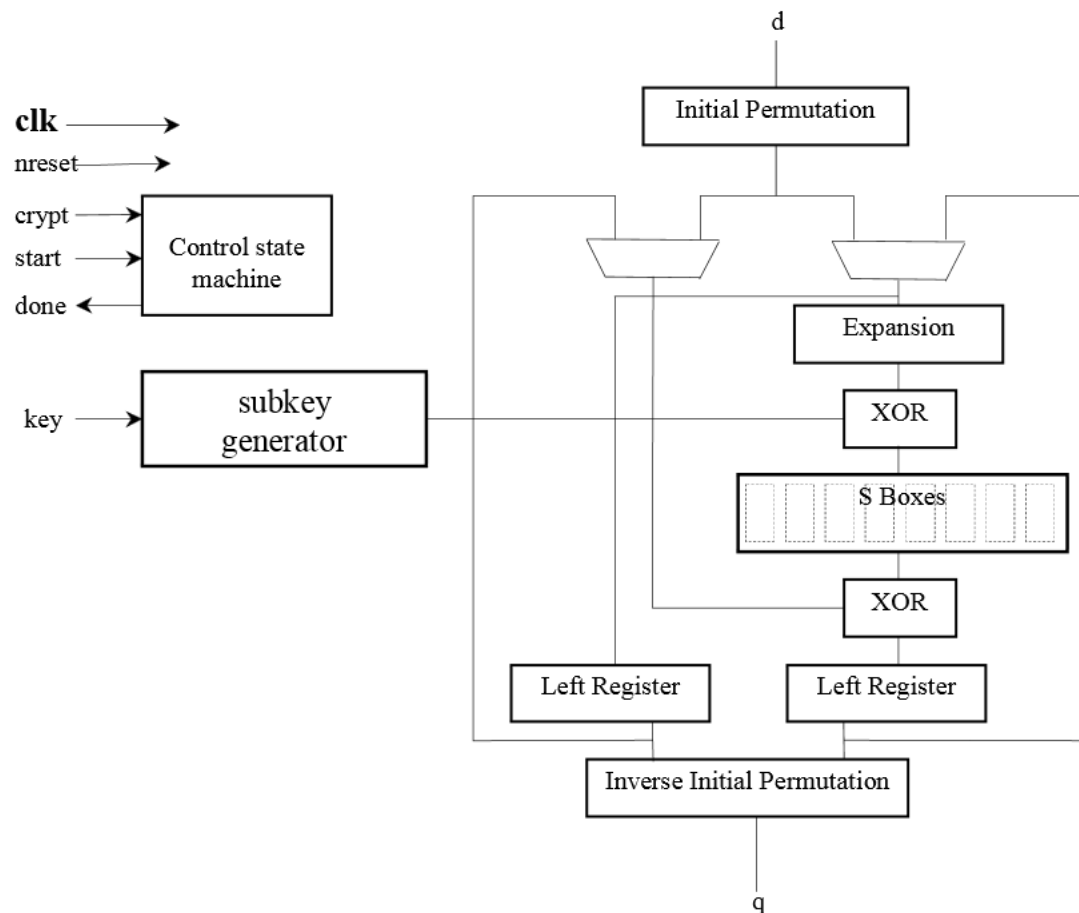 d
Initial Permutation
clk
nreset
crypt
start
done
Control state
machine
Expansion
key
subkey
generator
XOR
S Boxes
XOR
Left Register
Left Register
Inverse Initial Permutation
q